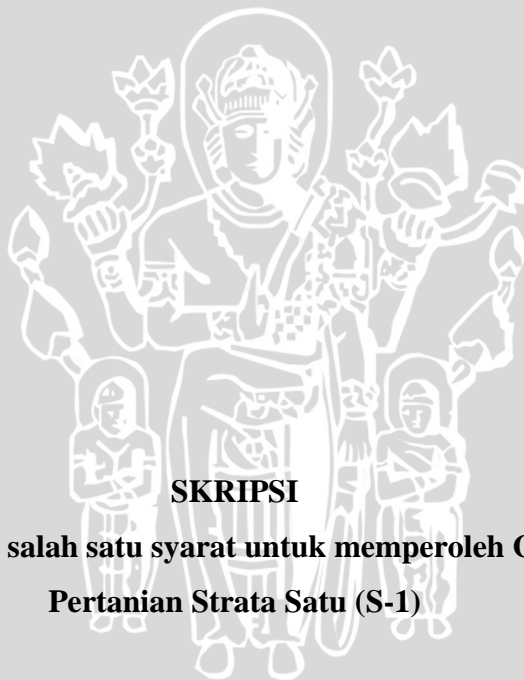 SKRIPSI
salah satu syarat untuk memperoleh
Pertanian Strata Satu (S-1)